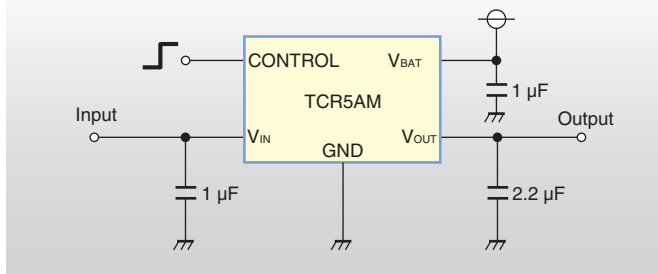 CONTROL
VBAT
TCR5AM
1 µF
Input
Output
VIN
VOUT
GND
1 µF
2.2 µF